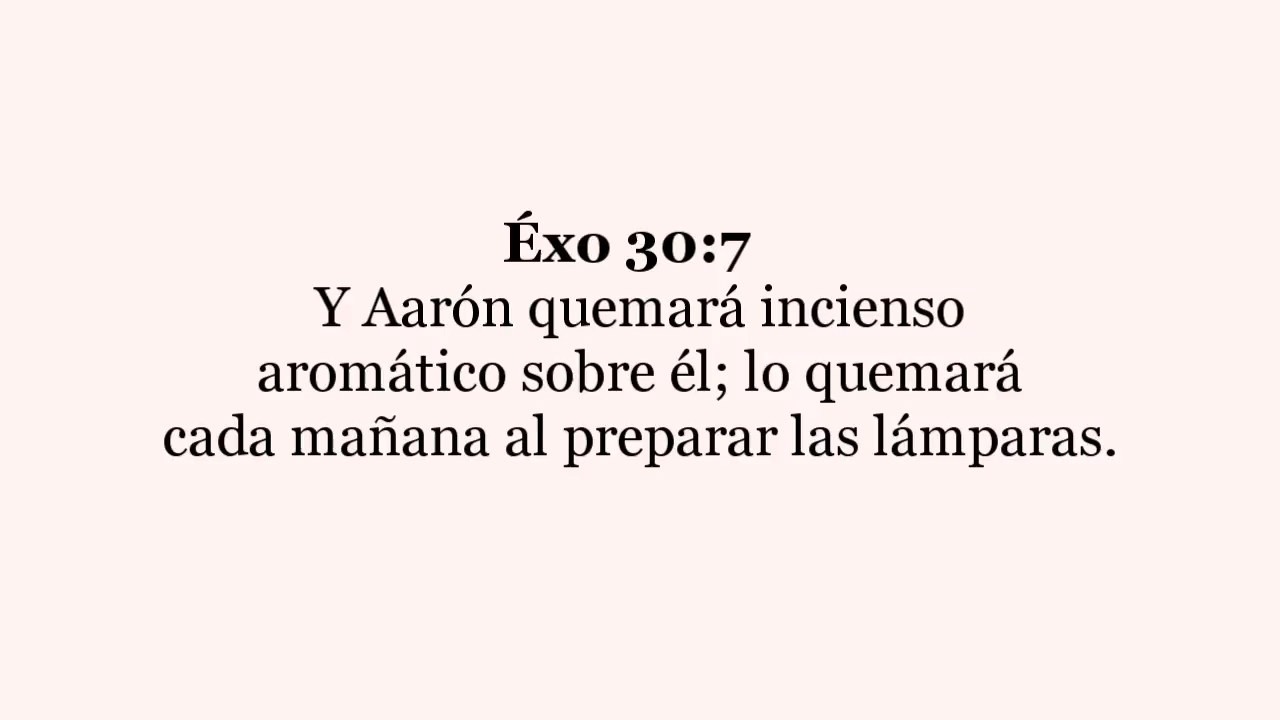 Éxo 30:7
Y Aarón quemará incienso
aromático sobre él; lo quemará
cada mañana al preparar las lámparas.